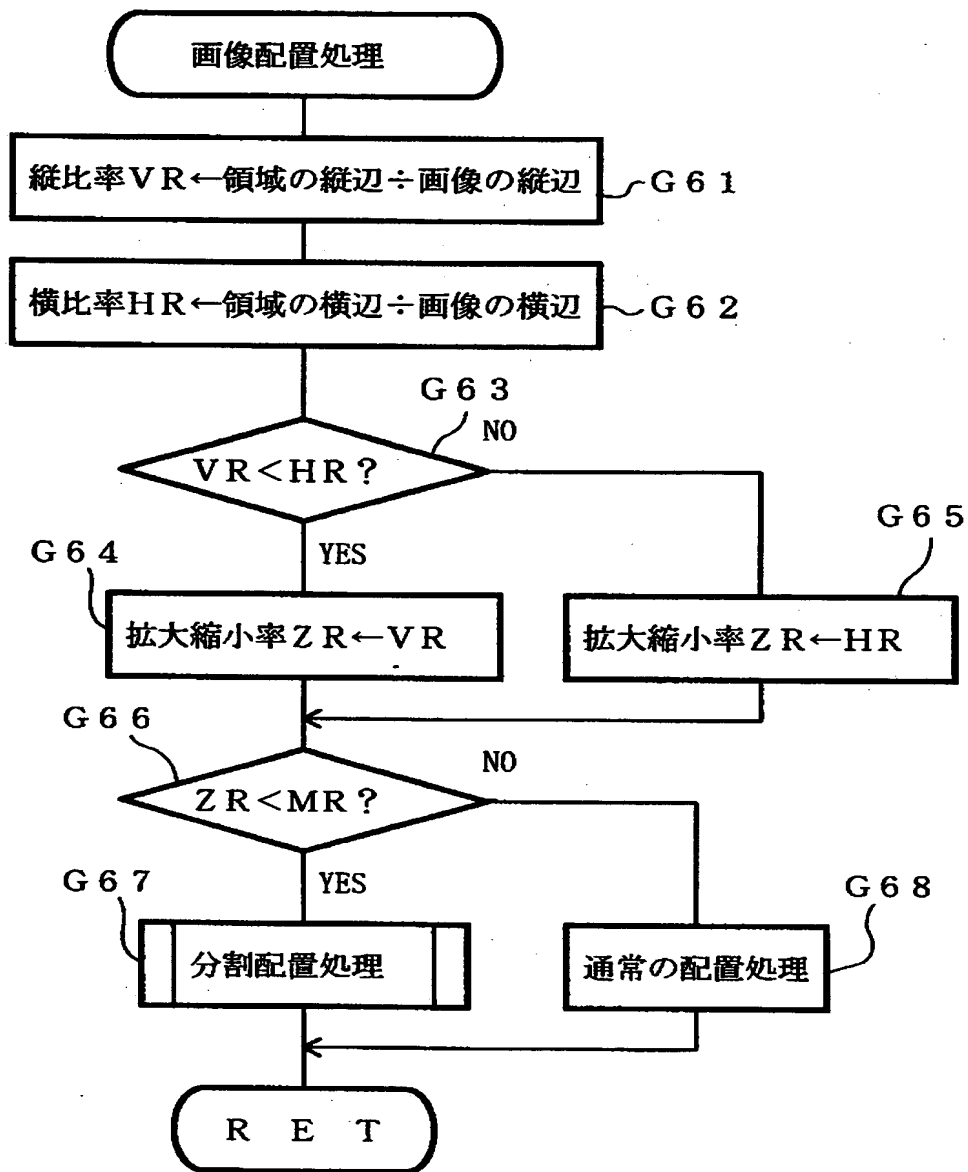 画像配置処理
縦比率ＶＲ←領域の縦辺÷画像の縦辺
Ｇ６１
横比率ＨＲ←領域の横辺÷画像の横辺
Ｇ６２
Ｇ６３
NO
ＶＲ＜ＨＲ？
Ｇ６５
Ｇ６４
YES
拡大縮小率ＺＲ←ＶＲ
拡大縮小率ＺＲ←ＨＲ
Ｇ６６
NO
ＺＲ＜ＭＲ？
Ｇ６７
YES
Ｇ６８
分割配置処理
通常の配置処理
Ｒ Ｅ Ｔ